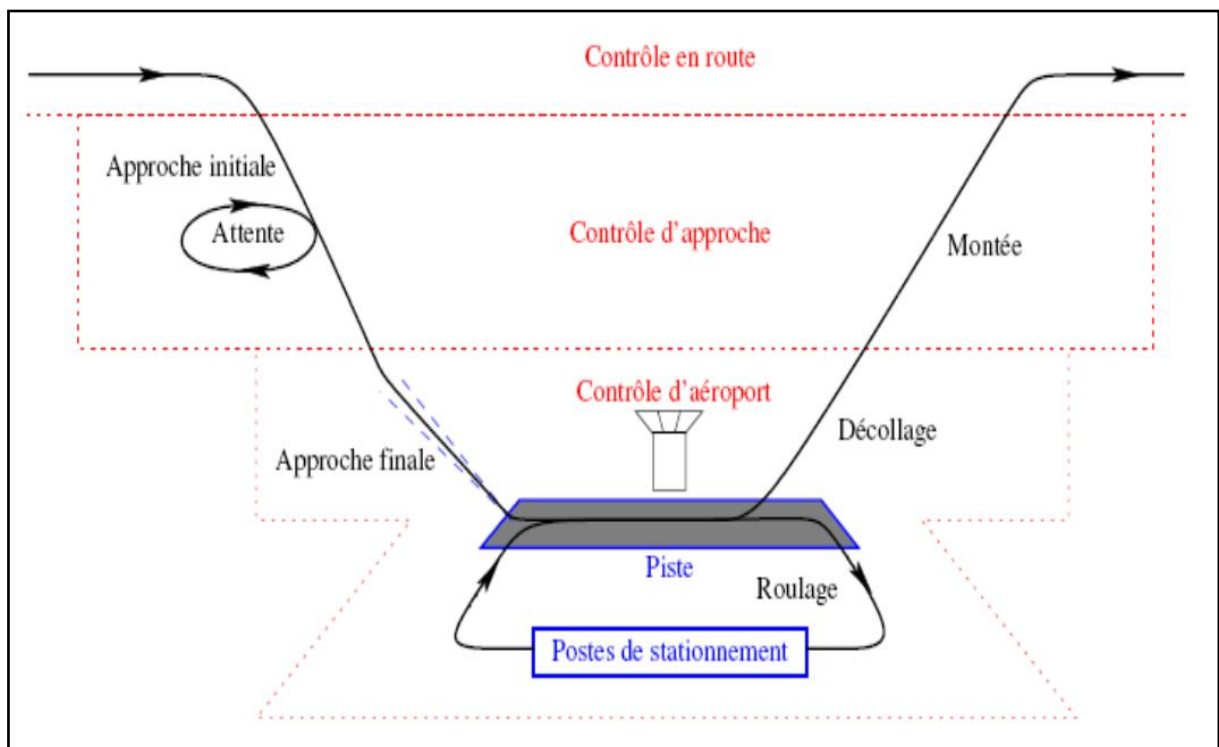 Contrôle en route
Approche initiale
Attente
Contrôle d'approche
Montée
Contrôle d'aéroport
Décollage
Approche finale
Piste
Roulage
Postes de stationnement